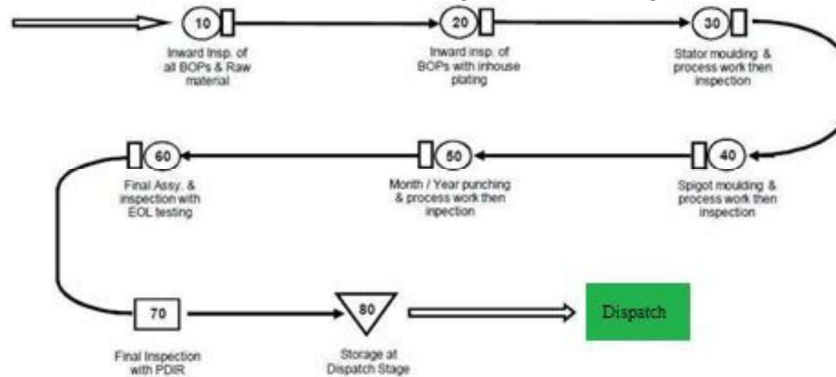 10
20
30
Inward Insp. of
all BOPs & Raw
material
Inward insp. of
BOPs with inhouse
plating
Stator moulding &
process work then
inspection
60
50
40
Final Assy. &
inspection with
EOL testing
Month / Year punching
& process work then
inpection
Spigot moulding &
process work then
inspection
70
80
Dispatch
Final Inspection
with PDIR
Storage at
Dispatch Stage